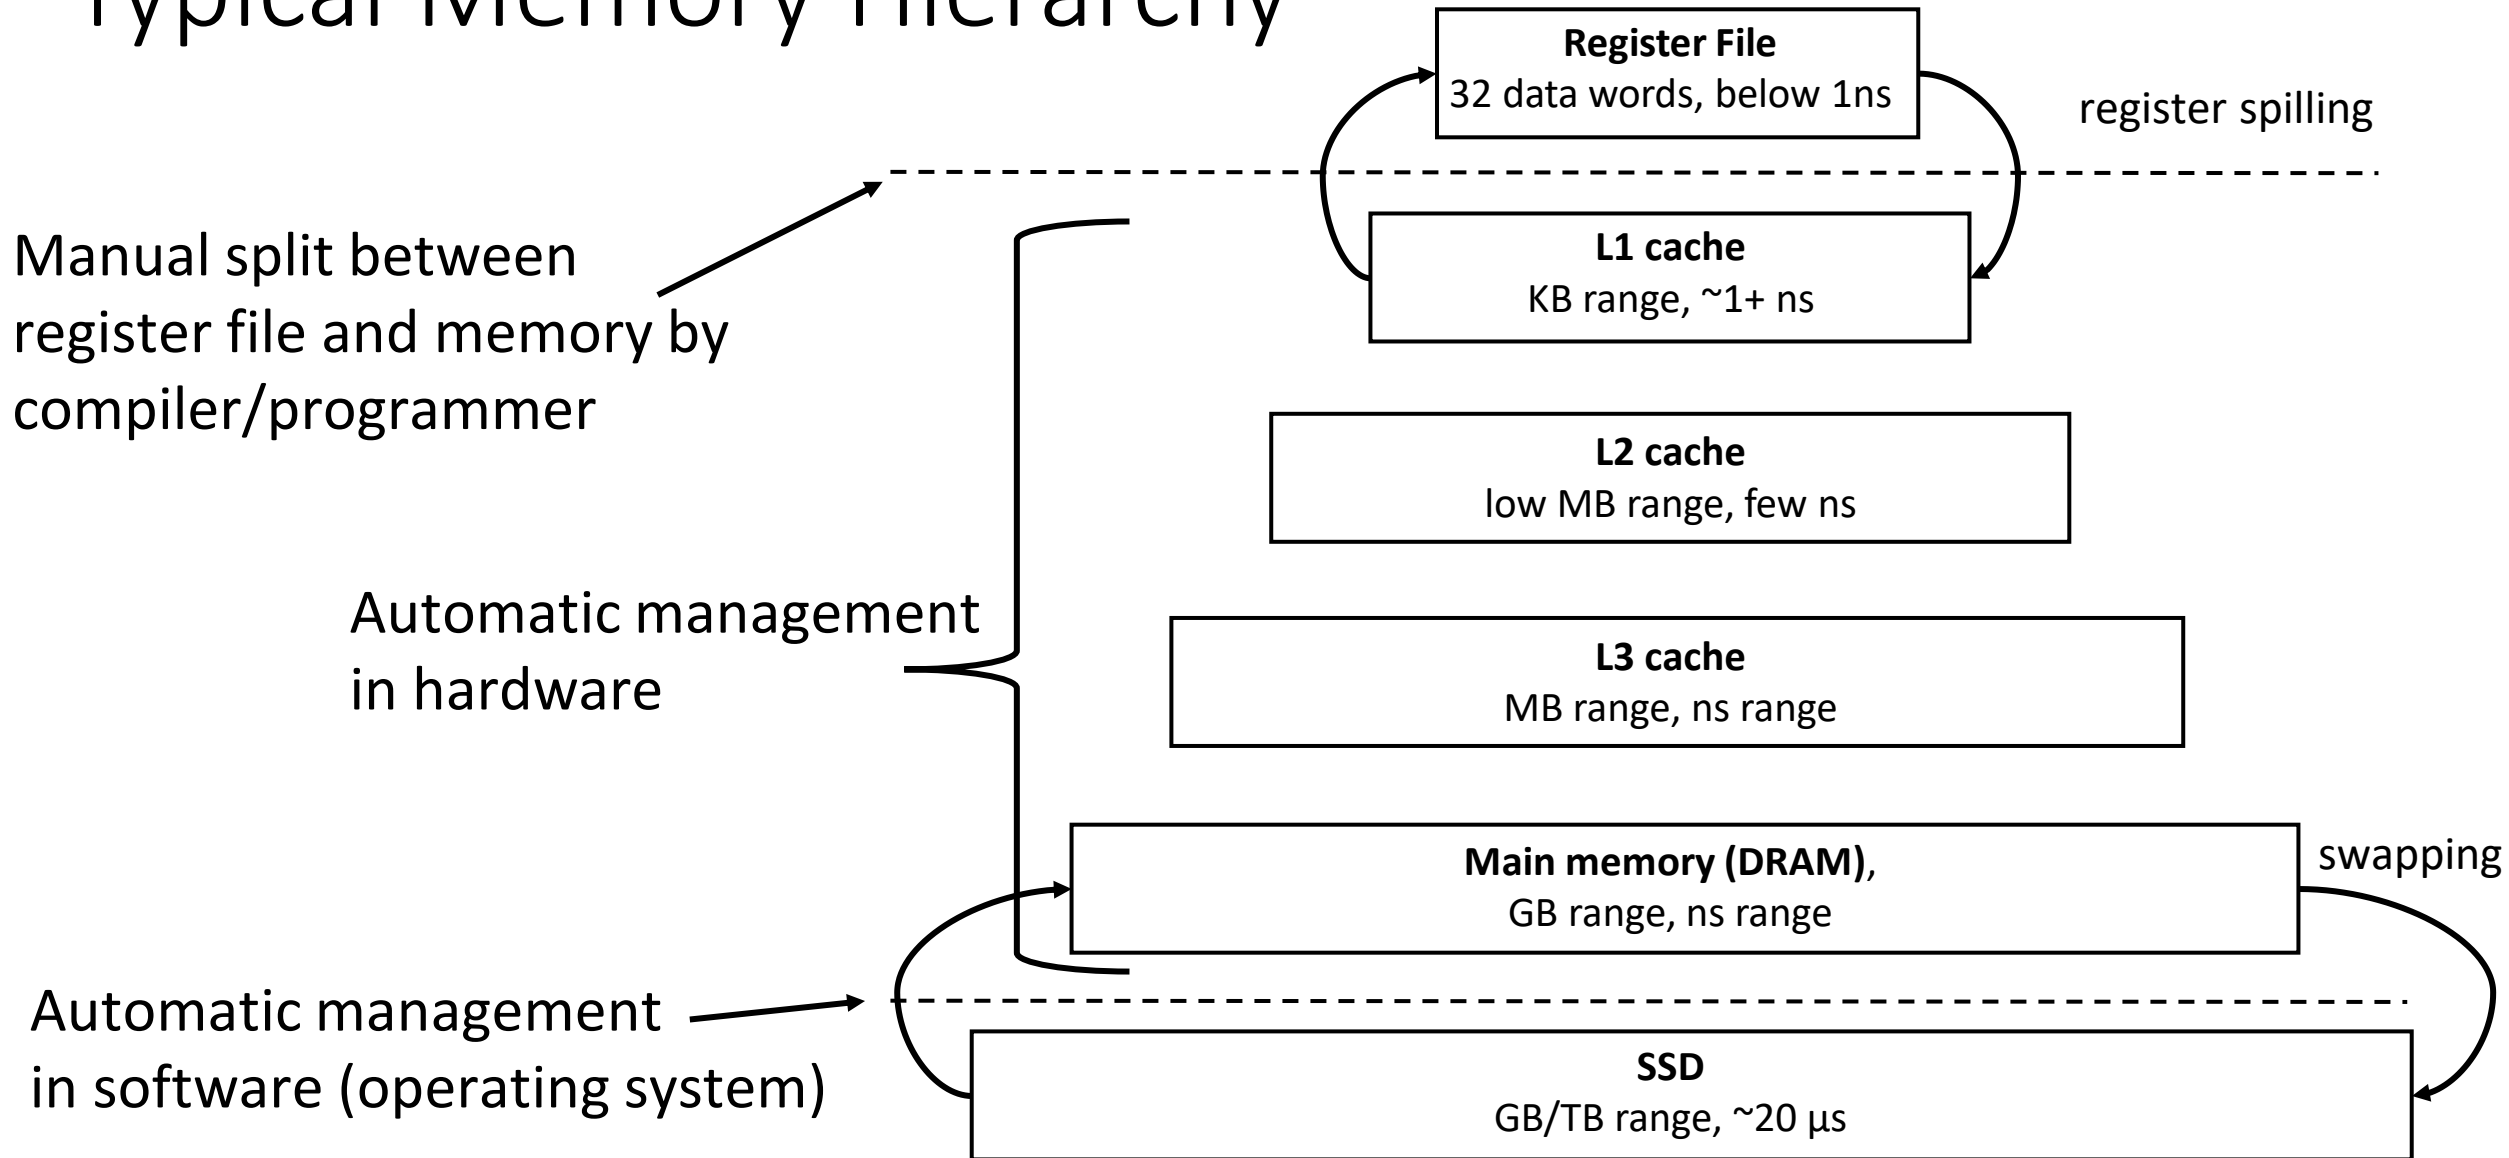 Typical Memory Hierarchy
Register File
32 data words, below 1ns
register spilling
Manual split between
register file and memory by
compiler/programmer
L1 cache
KB range, ~1+ ns
L2 cache
low MB range, few ns
Automatic management
in hardware
L3 cache
MB range, ns range
Main memory (DRAM),
GB range, ns range
swapping
Automatic management
in software (operating system)
SSD
GB/TB range, ~20 µs